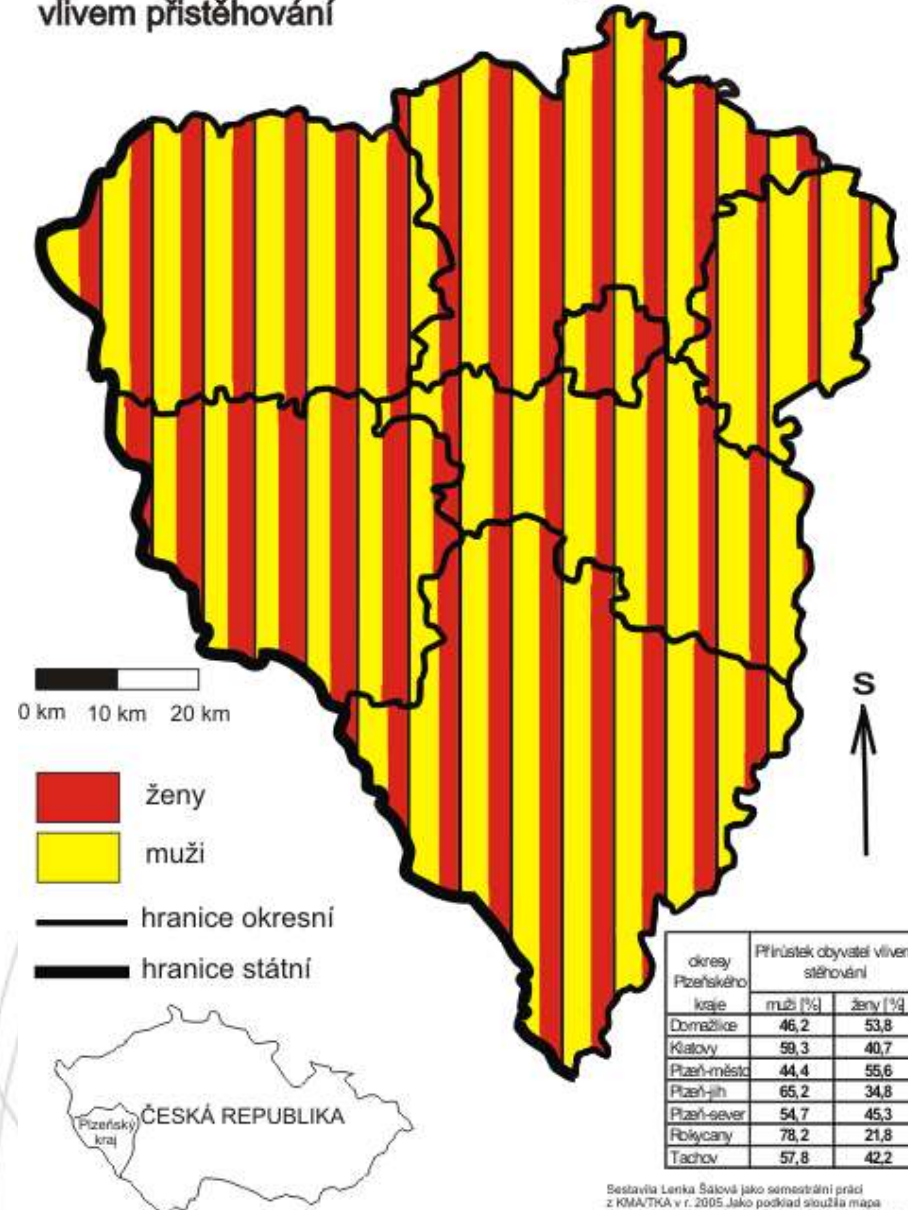 vlivem přistěhování
0 km 10 km 20 km
S
ženy
muži
hranice okresní
hranice státní
Plzeňský
kraj
ČESKÁ REPUBLIKA
okresy
Plzeňského
kraje
Přírůstek obyvatel vlivem
stěhování
muži [%] ženy [%]
Domažlice 46,2 53,8
Klatovy 59,3 40,7
Plzeň-město 44,4 55,6
Plzeň-jih 65,2 34,8
Plzeň-sever 54,7 45,3
Rokycany 78,2 21,8
Tachov 57,8 42,2
Sestavila Lenka Šálová jako semestrální práci
z KMA/TKA v r. 2005.Jako podklad sloužila mapa